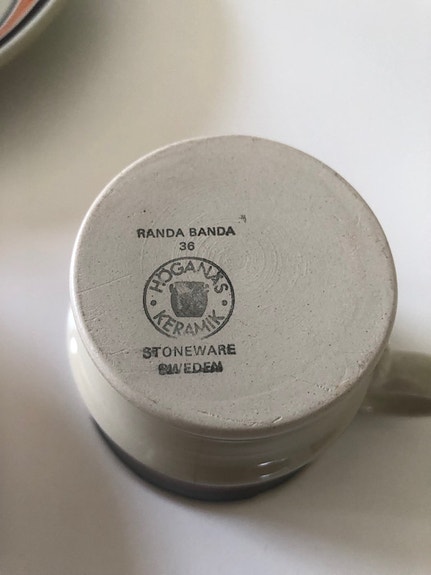 RANDA BANDA
36
HÖGANÄS
KERAMIK
STONEWARE
SWEDEN